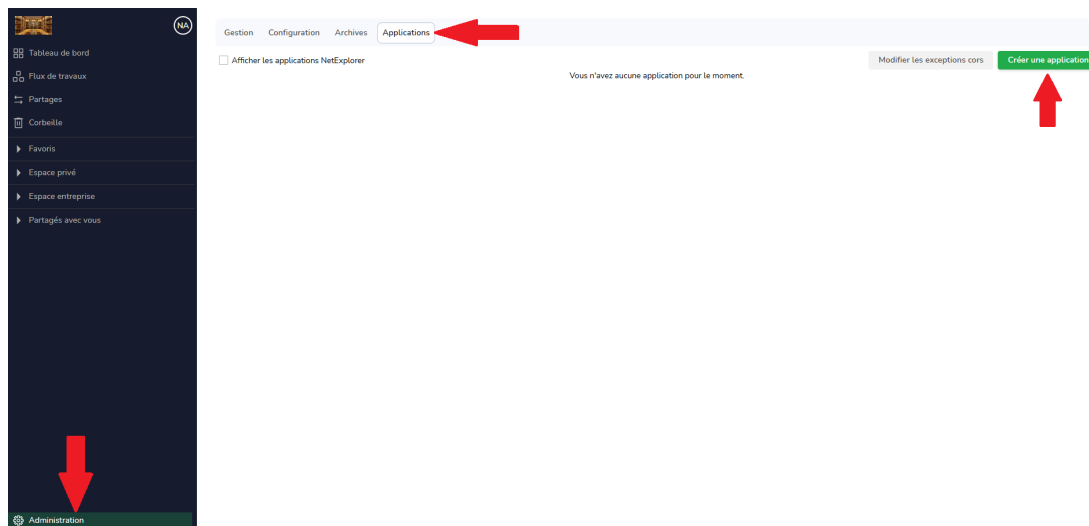 NA
Tableau de bord
Flux de travaux
Partages
Corbeille
Favoris
Espace privé
Espace entreprise
Partagés avec vous
Administration
Gestion Configuration Archives Applications
Afficher les applications NetExplorer
Modifier les exceptions cors Créer une application
Vous n'avez aucune application pour le moment.